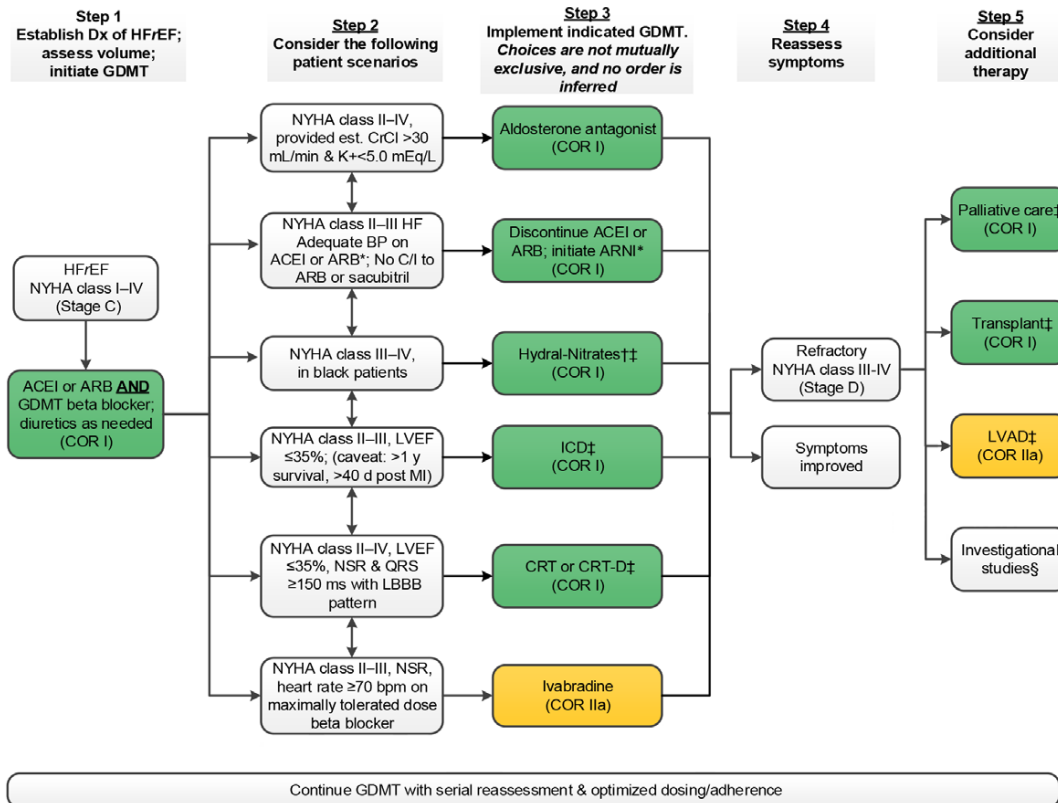 Step 1
Establish Dx of HFrEF;
assess volume;
initiate GDMT
Step 2
Consider the following
patient scenarios
Step 3
Implement indicated GDMT.
Choices are not mutually
exclusive, and no order is
inferred
Step 4
Reassess
symptoms
Step 5
Consider
additional
therapy
HFrEF
NYHA class I–IV
(Stage C)
ACEI or ARB AND
GDMT beta blocker;
diuretics as needed
(COR I)
NYHA class II–IV,
provided est. CrCl >30
mL/min & K+<5.0 mEq/L
NYHA class II–III HF
Adequate BP on
ACEI or ARB*; No C/I to
ARB or sacubitril
NYHA class III–IV,
in black patients
NYHA class II–III, LVEF
≤35%; (caveat: >1 y
survival, >40 d post MI)
NYHA class II–IV, LVEF
≤35%, NSR & QRS
≥150 ms with LBBB
pattern
NYHA class II–III, NSR,
heart rate ≥70 bpm on
maximally tolerated dose
beta blocker
Aldosterone antagonist
(COR I)
Discontinue ACEI or
ARB; initiate ARNI*
(COR I)
Hydral-Nitrates†‡
(COR I)
ICD‡
(COR I)
CRT or CRT-D‡
(COR I)
Ivabradine
(COR IIa)
Refractory
NYHA class III-IV
(Stage D)
Symptoms
improved
Palliative care‡
(COR I)
Transplant‡
(COR I)
LVAD‡
(COR IIa)
Investigational
studies§
Continue GDMT with serial reassessment & optimized dosing/adherence